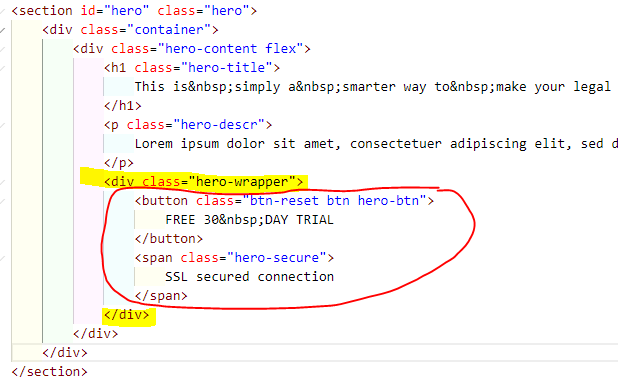 <section id="hero" class="hero">
<div class="container">
<div class="hero-content flex">
<h1 class="hero-title">
This is&nbsp;simply a&nbsp;smarter way to&nbsp;make your legal
</h1>
<p class="hero-descr">
Lorem ipsum dolor sit amet, consectetuer adipiscing elit, sed d
</p>
<div class="hero-wrapper">
<button class="btn-reset btn hero-btn">
FREE 30&nbsp;DAY TRIAL
</button>
<span class="hero-secure">
SSL secured connection
</span>
</div>
</div>
</div>
</section>